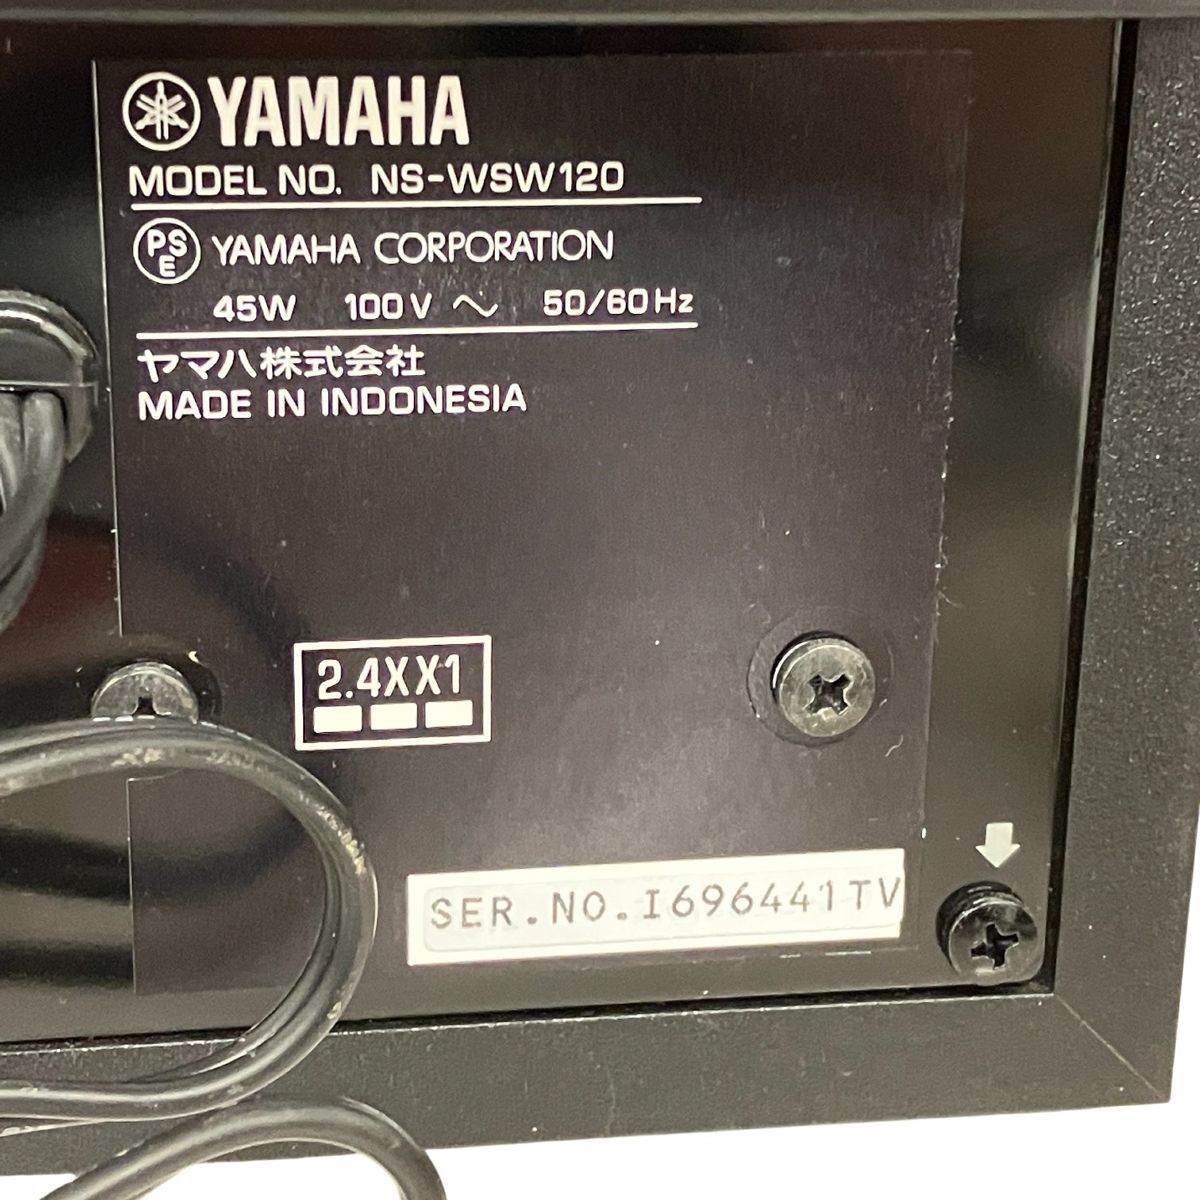 YAMAHA
MODEL NO. NS-WSW120
PSE YAMAHA CORPORATION
45W 100V ～ 50/60Hz
ヤマハ株式会社
MADE IN INDONESIA
2.4XX1
SER.NO.I696441TV